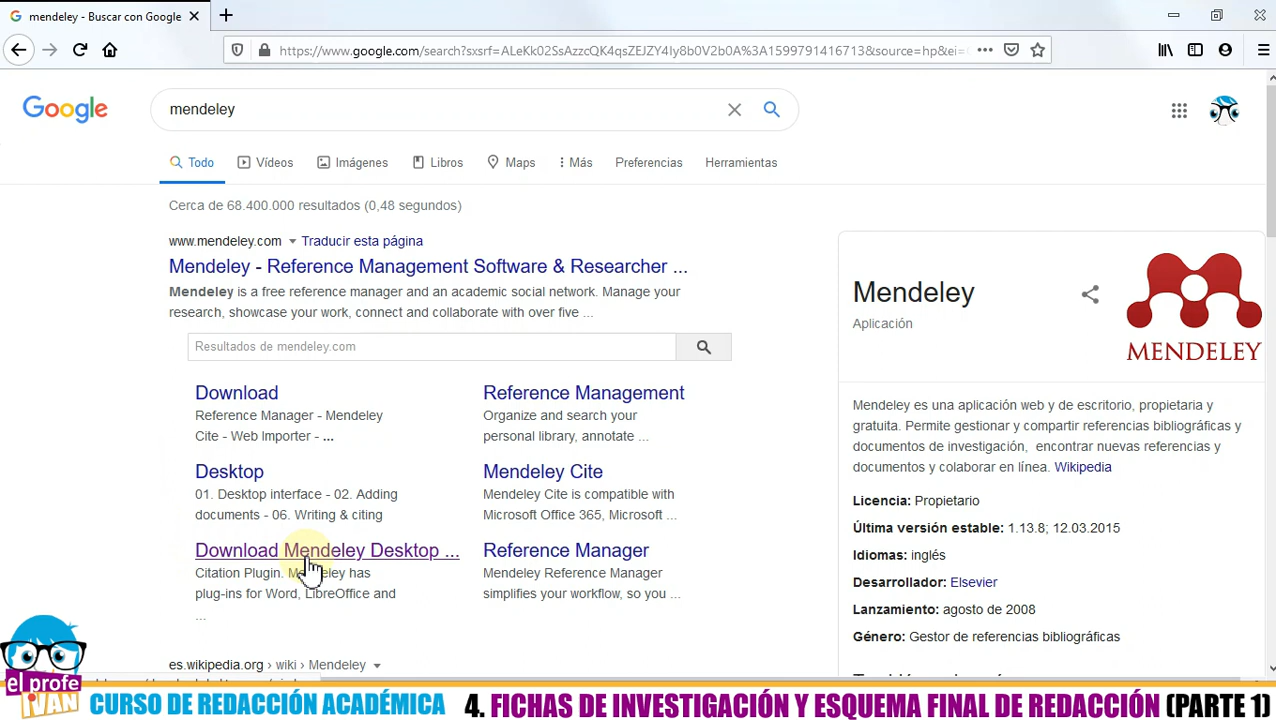 mendeley - Buscar con Google
https://www.google.com/search?sxsrf=ALeKk02SsAzzcQK4qsZEJZY4Iy8b0V2b0A%3A1599791416713&source=hp&ei=
Google
mendeley
Todo Vídeos Imágenes Libros Maps Más Preferencias Herramientas
Cerca de 68.400.000 resultados (0,48 segundos)
www.mendeley.com Traducir esta página
Mendeley - Reference Management Software & Researcher ...
Mendeley is a free reference manager and an academic social network. Manage your
research, showcase your work, connect and collaborate with over five ...
Resultados de mendeley.com
Download
Reference Manager - Mendeley
Cite - Web Importer - ...
Reference Management
Organize and search your
personal library, annotate ...
Desktop
01. Desktop interface - 02. Adding
documents - 06. Writing & citing
Mendeley Cite
Mendeley Cite is compatible with
Microsoft Office 365, Microsoft ...
Download Mendeley Desktop ...
Citation Plugin. Mendeley has
plug-ins for Word, LibreOffice and
...
Reference Manager
Mendeley Reference Manager
simplifies your workflow, so you ...
es.wikipedia.org › wiki › Mendeley
Mendeley
Aplicación
MENDELEY
Mendeley es una aplicación web y de escritorio, propietaria y
gratuita. Permite gestionar y compartir referencias bibliográficas y
documentos de investigación, encontrar nuevas referencias y
documentos y colaborar en línea. Wikipedia
Licencia: Propietario
Última versión estable: 1.13.8; 12.03.2015
Idiomas: inglés
Desarrollador: Elsevier
Lanzamiento: agosto de 2008
Género: Gestor de referencias bibliográficas
el profe
iVAN
CURSO DE REDACCIÓN ACADÉMICA 4. FICHAS DE INVESTIGACIÓN Y ESQUEMA FINAL DE REDACCIÓN (PARTE 1)